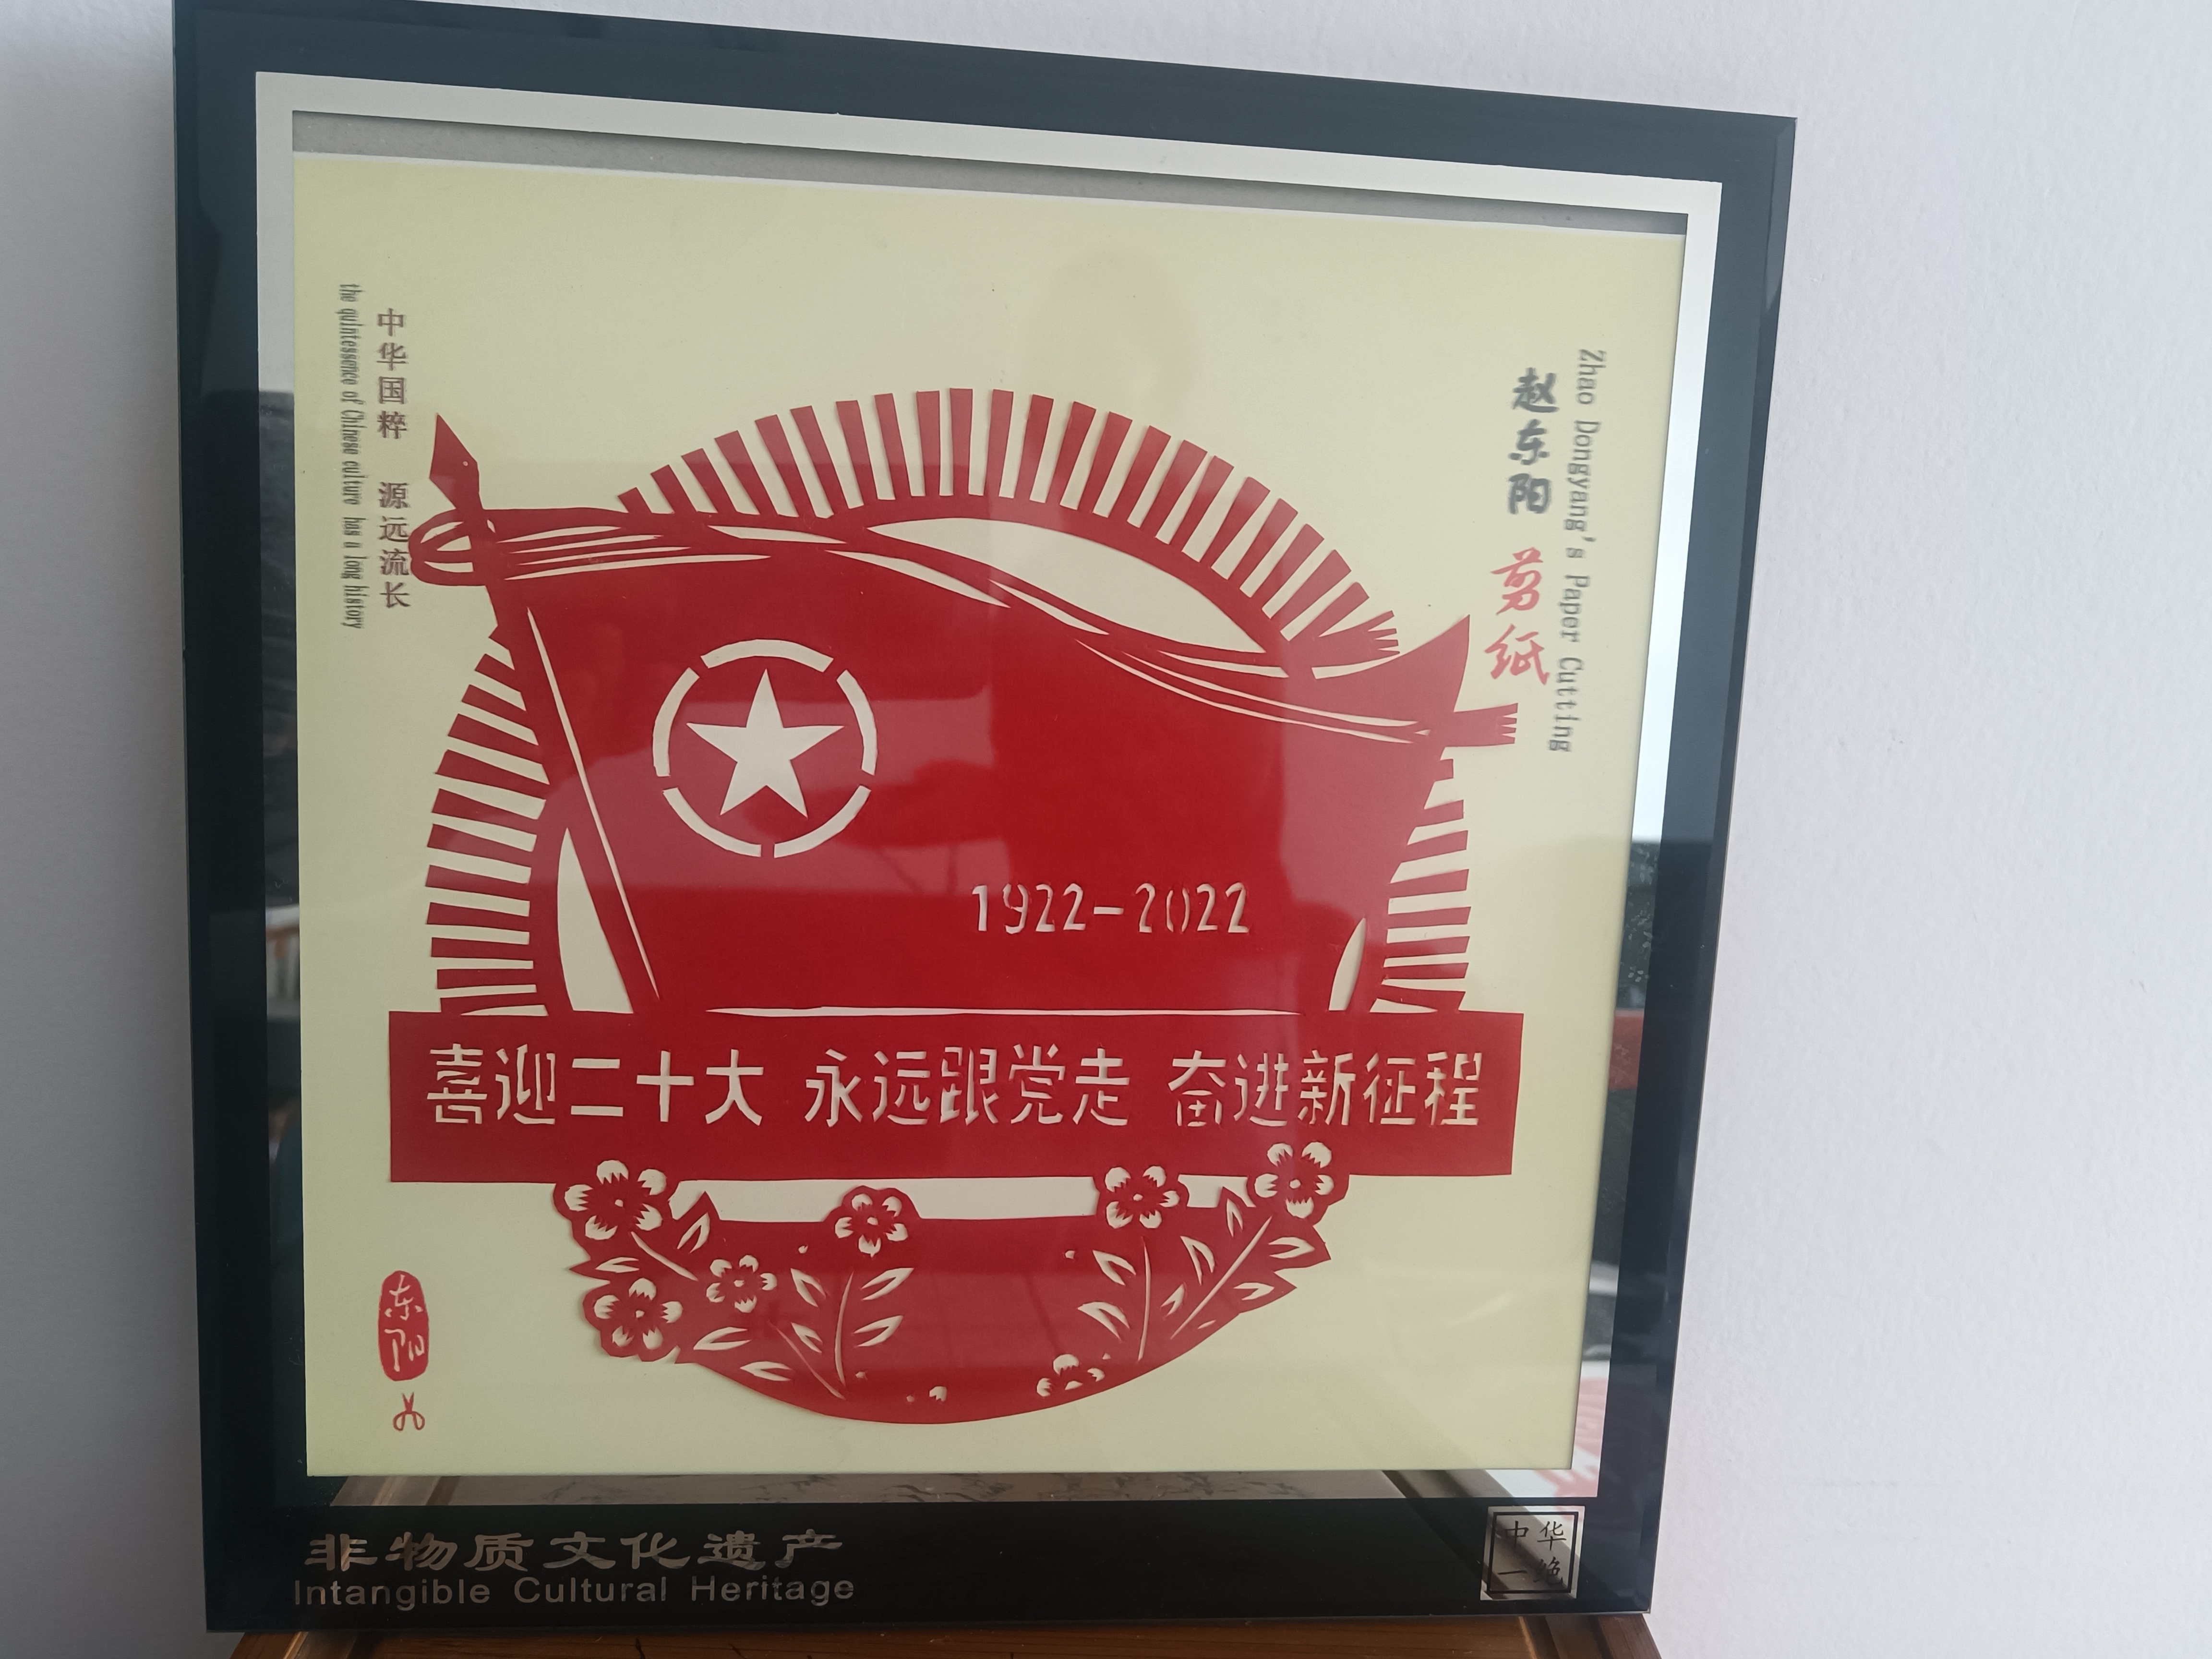 中华国粹 源远流长
the quintessence of Chinese culture has a long history
Zhao Dongyang's Paper Cutting
赵东阳 剪纸
1922-2022
喜迎二十大 永远跟党走 奋进新征程
东阳
非物质文化遗产
Intangible Cultural Heritage
中华
一绝